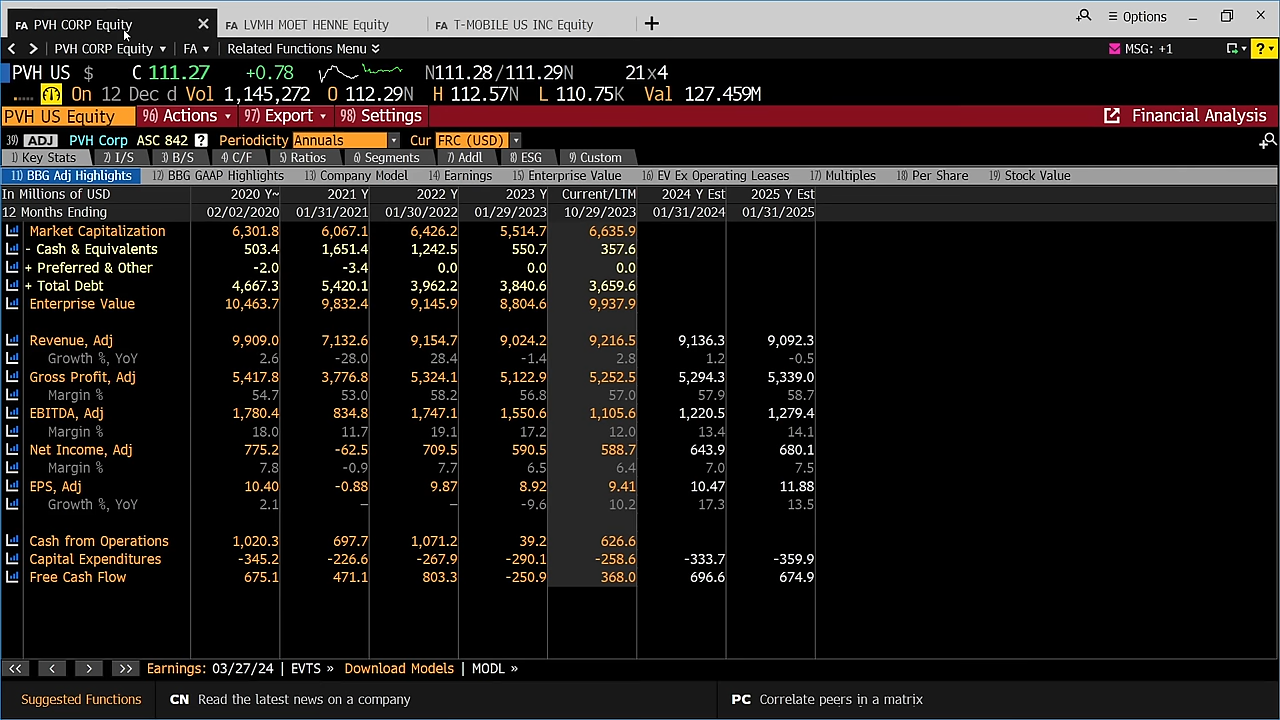 FA PVH CORP Equity × FA LVMH MOET HENNE Equity FA T-MOBILE US INC Equity + Options
< > PVH CORP Equity FA Related Functions Menu MSG: +1 ?
PVH US $ C 111.27 +0.78 N111.28/111.29N 21x4
On 12 Dec d Vol 1,145,272 O 112.29N H 112.57N L 110.75K Val 127.459M
PVH US Equity 96) Actions 97) Export 98) Settings Financial Analysis
39) ADJ PVH Corp ASC 842 ? Periodicity Annuals Cur FRC (USD)
1) Key Stats 2) I/S 3) B/S 4) C/F 5) Ratios 6) Segments 7) Addl 8) ESG 9) Custom
11) BBG Adj Highlights 12) BBG GAAP Highlights 13) Company Model 14) Earnings 15) Enterprise Value 16) EV Ex Operating Leases 17) Multiples 18) Per Share 19) Stock Value
In Millions of USD 2020 Y~ 2021 Y 2022 Y 2023 Y Current/LTM 2024 Y Est 2025 Y Est
12 Months Ending 02/02/2020 01/31/2021 01/30/2022 01/29/2023 10/29/2023 01/31/2024 01/31/2025
Market Capitalization 6,301.8 6,067.1 6,426.2 5,514.7 6,635.9
- Cash & Equivalents 503.4 1,651.4 1,242.5 550.7 357.6
+ Preferred & Other -2.0 -3.4 0.0 0.0 0.0
+ Total Debt 4,667.3 5,420.1 3,962.2 3,840.6 3,659.6
Enterprise Value 10,463.7 9,832.4 9,145.9 8,804.6 9,937.9
Revenue, Adj 9,909.0 7,132.6 9,154.7 9,024.2 9,216.5 9,136.3 9,092.3
Growth %, YoY 2.6 -28.0 28.4 -1.4 2.8 1.2 -0.5
Gross Profit, Adj 5,417.8 3,776.8 5,324.1 5,122.9 5,252.5 5,294.3 5,339.0
Margin % 54.7 53.0 58.2 56.8 57.0 57.9 58.7
EBITDA, Adj 1,780.4 834.8 1,747.1 1,550.6 1,105.6 1,220.5 1,279.4
Margin % 18.0 11.7 19.1 17.2 12.0 13.4 14.1
Net Income, Adj 775.2 -62.5 709.5 590.5 588.7 643.9 680.1
Margin % 7.8 -0.9 7.7 6.5 6.4 7.0 7.5
EPS, Adj 10.40 -0.88 9.87 8.92 9.41 10.47 11.88
Growth %, YoY 2.1 – – -9.6 10.2 17.3 13.5
Cash from Operations 1,020.3 697.7 1,071.2 39.2 626.6
Capital Expenditures -345.2 -226.6 -267.9 -290.1 -258.6 -333.7 -359.9
Free Cash Flow 675.1 471.1 803.3 -250.9 368.0 696.6 674.9
<< < > >> Earnings: 03/27/24 | EVTS » Download Models | MODL »
Suggested Functions CN Read the latest news on a company PC Correlate peers in a matrix